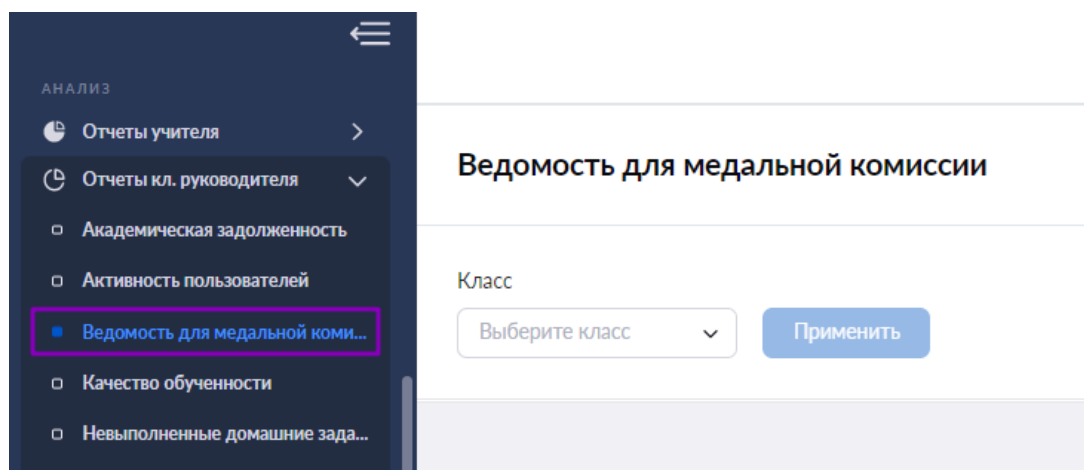 АНАЛИЗ
Отчеты учителя
Отчеты кл. руководителя
Академическая задолженность
Активность пользователей
Ведомость для медальной коми...
Качество обученности
Невыполненные домашние зада...
Ведомость для медальной комиссии
Класс
Выберите класс
Применить